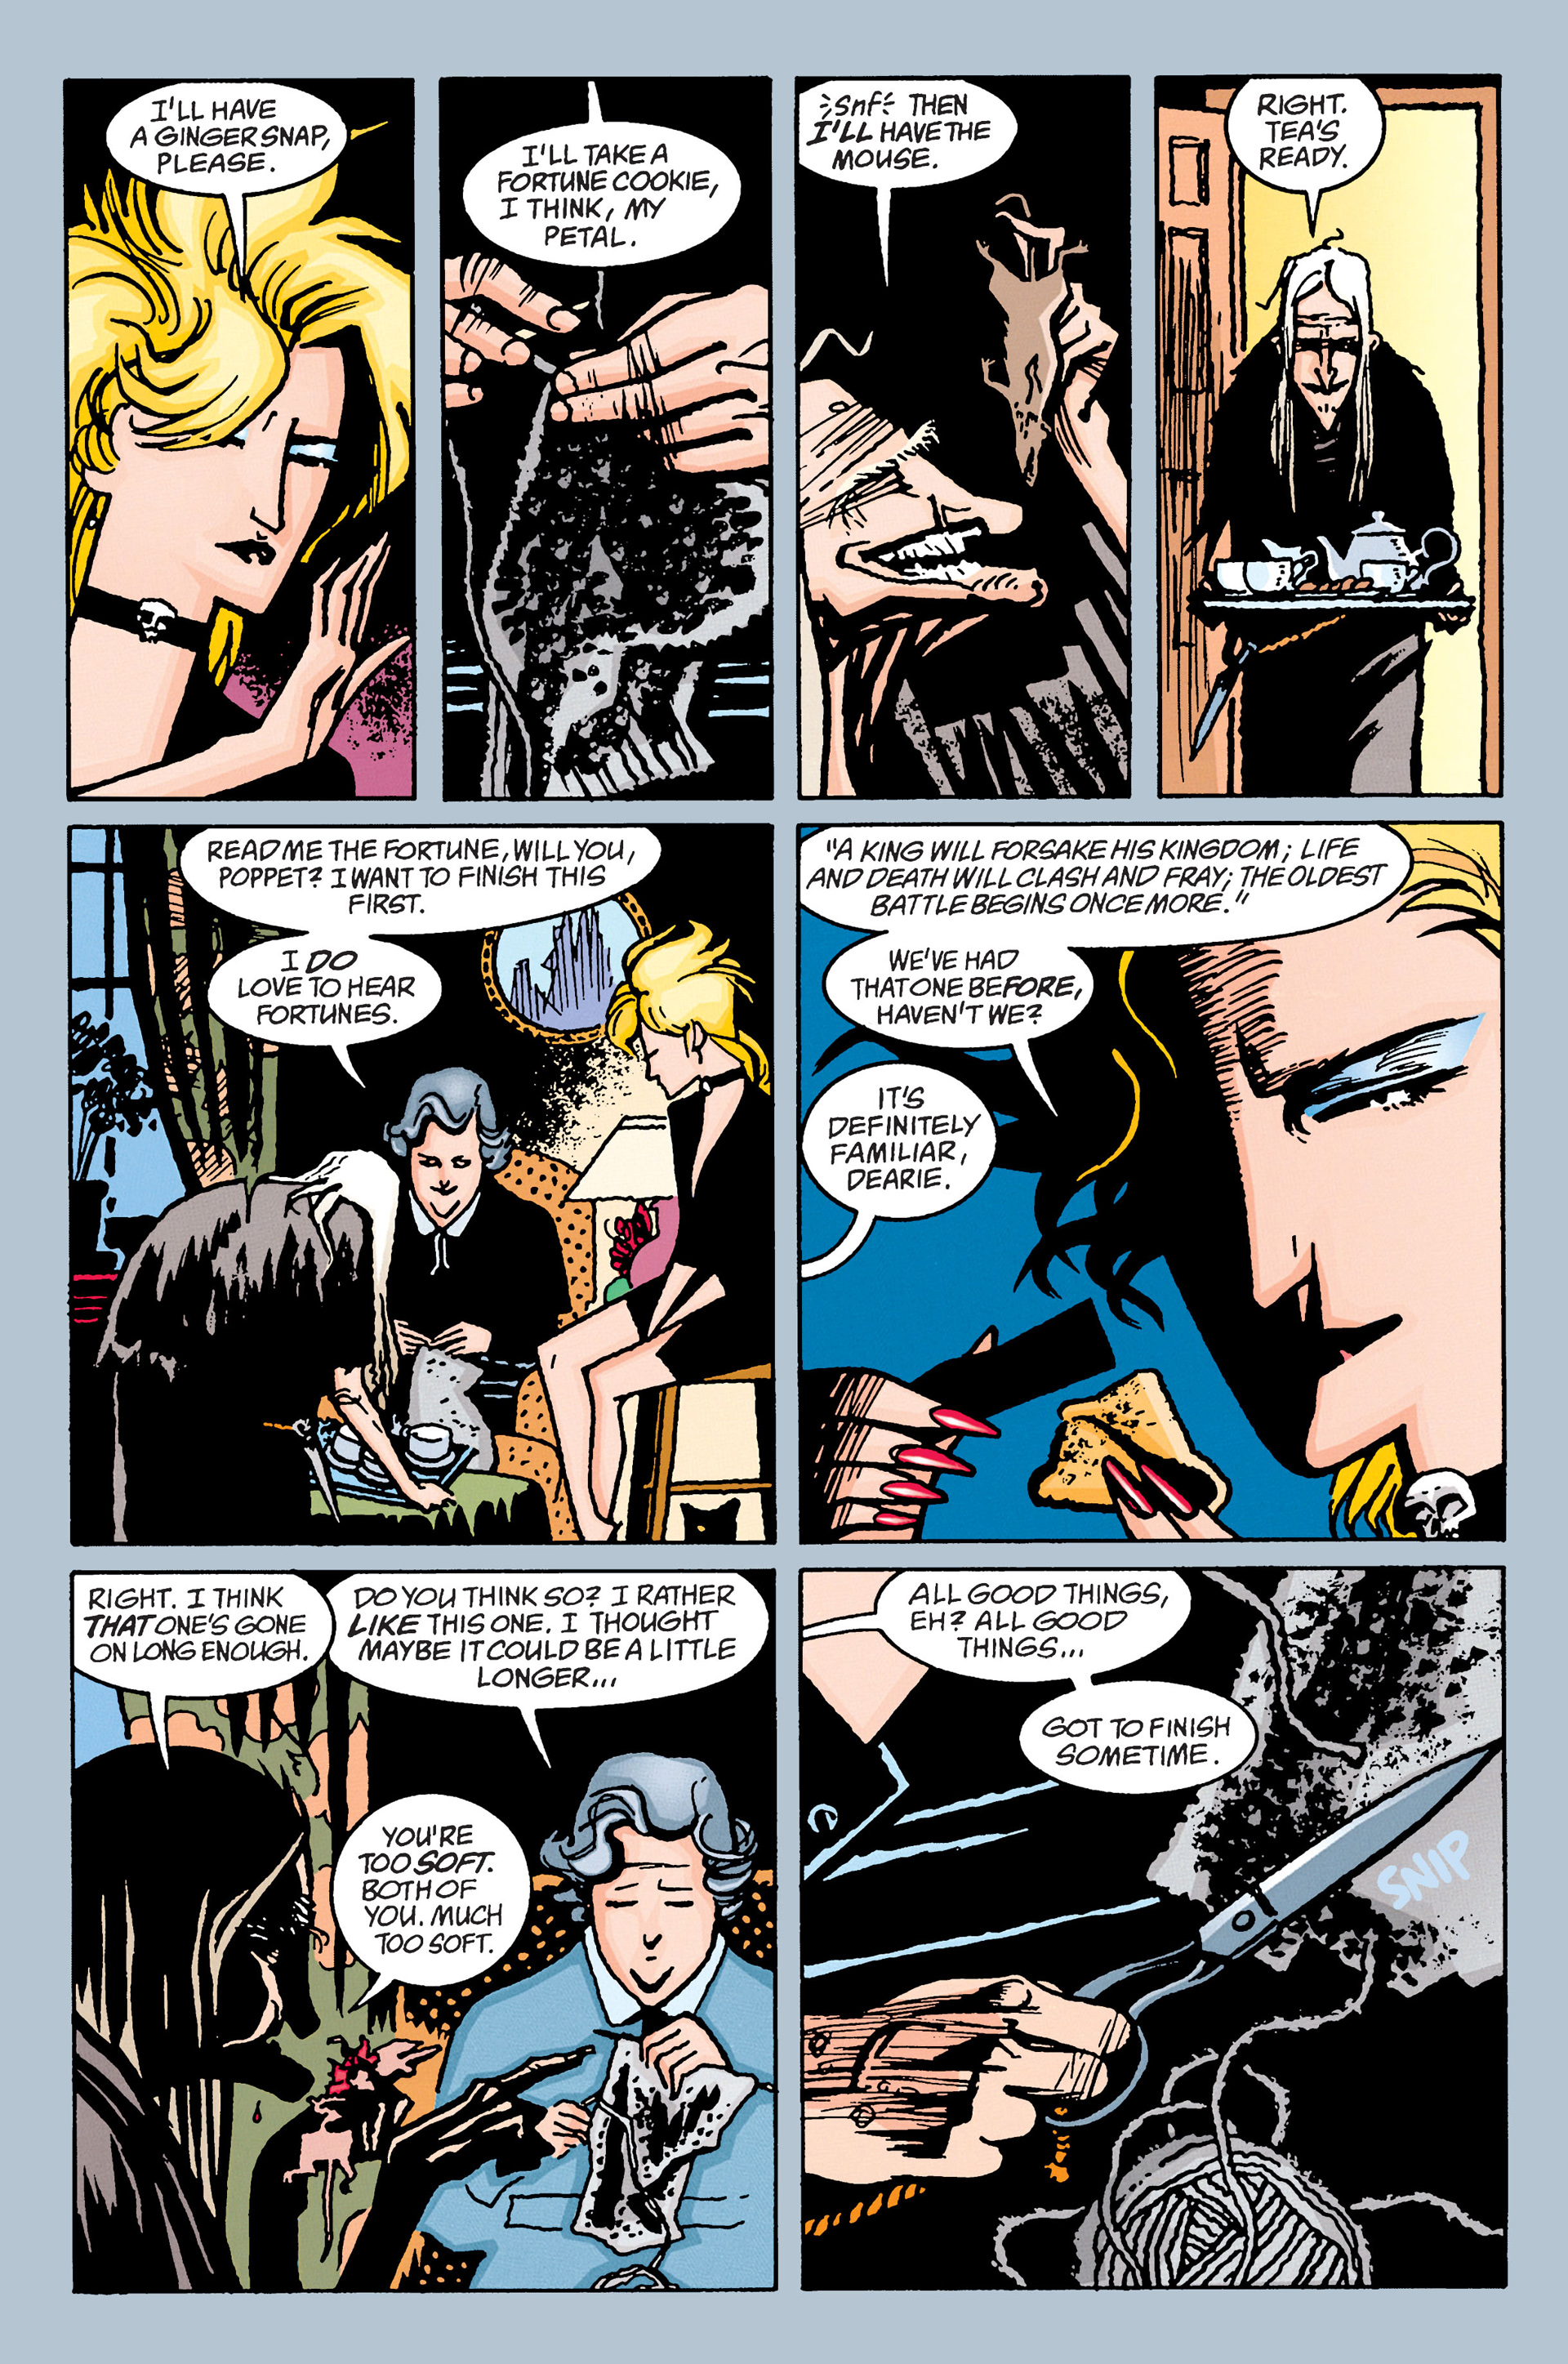 I'LL HAVE
A GINGER SNAP,
PLEASE.
I'LL TAKE A
FORTUNE COOKIE,
I THINK, MY
PETAL.
SNF THEN
I'LL HAVE THE
MOUSE.
RIGHT.
TEA'S
READY.
READ ME THE FORTUNE, WILL YOU,
POPPET? I WANT TO FINISH THIS
FIRST.
I DO
LOVE TO HEAR
FORTUNES.
"A KING WILL FORSAKE HIS KINGDOM; LIFE
AND DEATH WILL CLASH AND FRAY; THE OLDEST
BATTLE BEGINS ONCE MORE."
WE'VE HAD
THAT ONE BEFORE,
HAVEN'T WE?
IT'S
DEFINITELY
FAMILIAR,
DEARIE.
RIGHT. I THINK
THAT ONE'S GONE
ON LONG ENOUGH.
DO YOU THINK SO? I RATHER
LIKE THIS ONE. I THOUGHT
MAYBE IT COULD BE A LITTLE
LONGER...
YOU'RE
TOO SOFT.
BOTH OF
YOU. MUCH
TOO SOFT.
ALL GOOD THINGS,
EH? ALL GOOD
THINGS...
GOT TO FINISH
SOMETIME.
SNIP